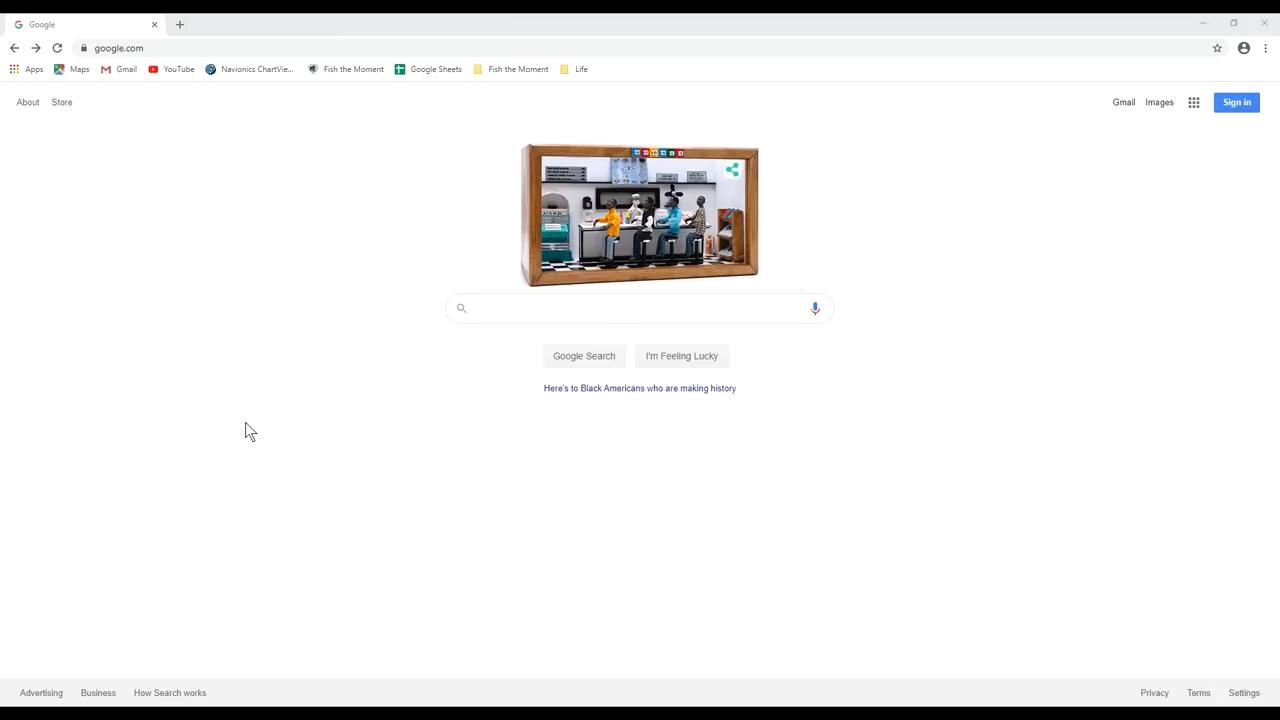 Google
google.com
Apps Maps Gmail YouTube Navionics ChartVie... Fish the Moment Google Sheets Fish the Moment Life
About Store Gmail Images Sign in
Google Search I'm Feeling Lucky
Here's to Black Americans who are making history
Advertising Business How Search works Privacy Terms Settings